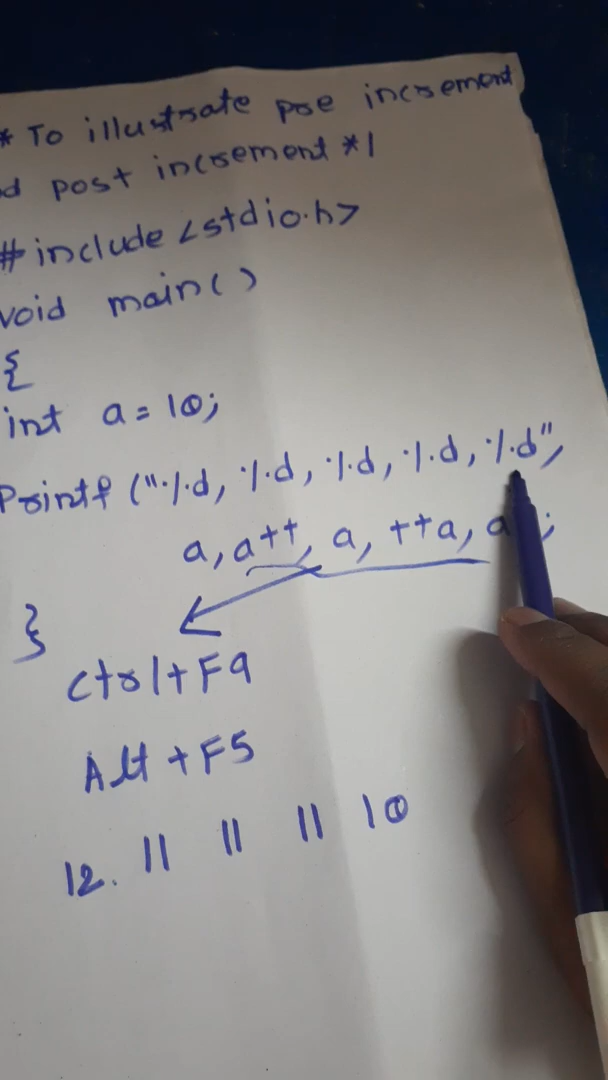 * To illustrate pre increment
d post increment */
#include <stdio.h>
void main()
{
int a = 10;
Printf ("%d, %d, %d, %d, %d",
a, a++, a, ++a, a ;
}
Ctrl+F9
Alt+F5
12. 11 11 11 10